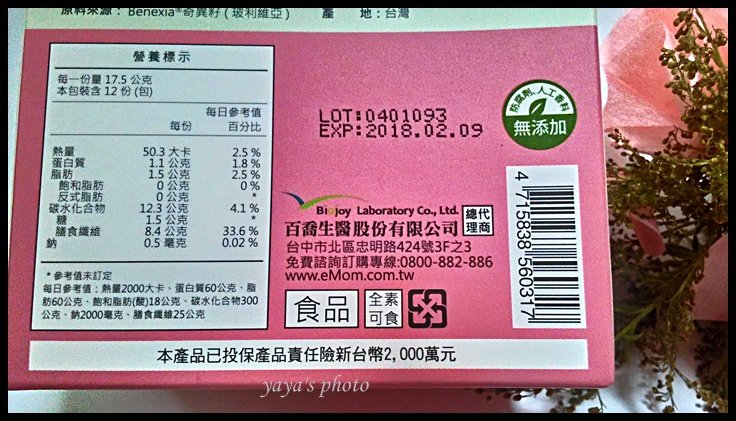 原料來源：Benexia®奇異籽（玻利維亞） 產 地：台灣
營養標示
每一份量 17.5 公克
本包裝含 12 份 (包)
每日參考值
每份 百分比
熱量 50.3 大卡 2.5 %
蛋白質 1.1 公克 1.8 %
脂肪 1.5 公克 2.5 %
飽和脂肪 0 公克 0 %
反式脂肪 0 公克 *
碳水化合物 12.3 公克 4.1 %
糖 1.5 公克 *
膳食纖維 8.4 公克 33.6 %
鈉 0.5 毫克 0.02 %
* 參考值未訂定
每日參考值：熱量2000大卡、蛋白質60公克、脂
肪60公克、飽和脂肪(酸)18公克、碳水化合物300
公克、鈉2000毫克、膳食纖維25公克
LOT:0401093
EXP:2018.02.09
防腐劑、人工香料
無添加
Biojoy Laboratory Co., Ltd.
百喬生醫股份有限公司 總代理商
台中市北區忠明路424號3F之3
免費諮詢訂購專線:0800-882-886
www.eMom.com.tw
食品 全素可食
4 715838 560317
本產品已投保產品責任險新台幣2,000萬元
yaya's photo